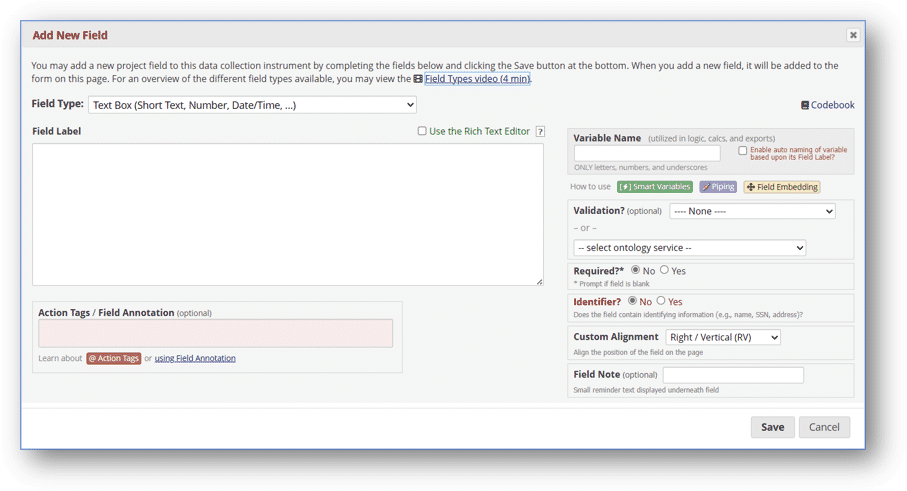 Add New Field
You may add a new project field to this data collection instrument by completing the fields below and clicking the Save button at the bottom. When you add a new field, it will be added to the
form on this page. For an overview of the different field types available, you may view the Field Types video (4 min).
Field Type: Text Box (Short Text, Number, Date/Time, ...)
Codebook
Field Label
Use the Rich Text Editor ?
Variable Name (utilized in logic, calcs, and exports)
Enable auto naming of variable
based upon its Field Label?
ONLY letters, numbers, and underscores
How to use [⚡] Smart Variables Piping Field Embedding
Validation? (optional) ---- None ----
– or –
-- select ontology service --
Required?* No Yes
* Prompt if field is blank
Identifier? No Yes
Does the field contain identifying information (e.g., name, SSN, address)?
Custom Alignment Right / Vertical (RV)
Align the position of the field on the page
Field Note (optional)
Small reminder text displayed underneath field
Action Tags / Field Annotation (optional)
Learn about @ Action Tags or using Field Annotation
Save Cancel